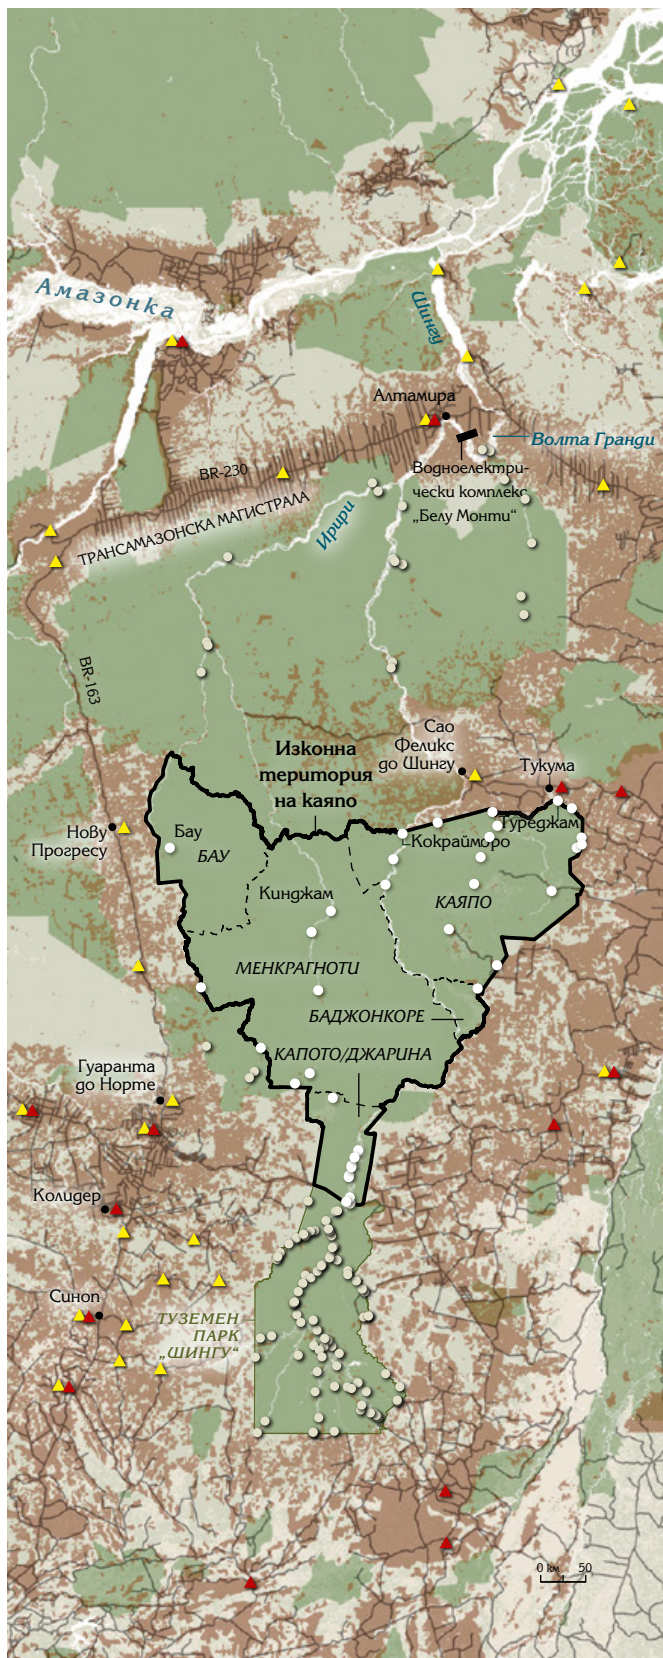 Амазонка
Шингу
Алтамира
Волта Гранди
BR-230
Водноелектри-
чески комплекс
„Белу Монти“
ТРАНСАМАЗОНСКА МАГИСТРАЛА
Ирири
BR-163
Сао
Феликс
до Шингу
Изконна
територия
на каяпо
Тукума
Нову
Прогресу
Бау
БАУ
Туреджам
Кокрайморо
Кинджам
КАЯПО
МЕНКРАГНОТИ
БАДЖОНКОРЕ
КАПОТО/ДЖАРИНА
Гуаранта
до Норте
Колидер
Синоп
ТУЗЕМЕН
ПАРК
„ШИНГУ“
0 км 50